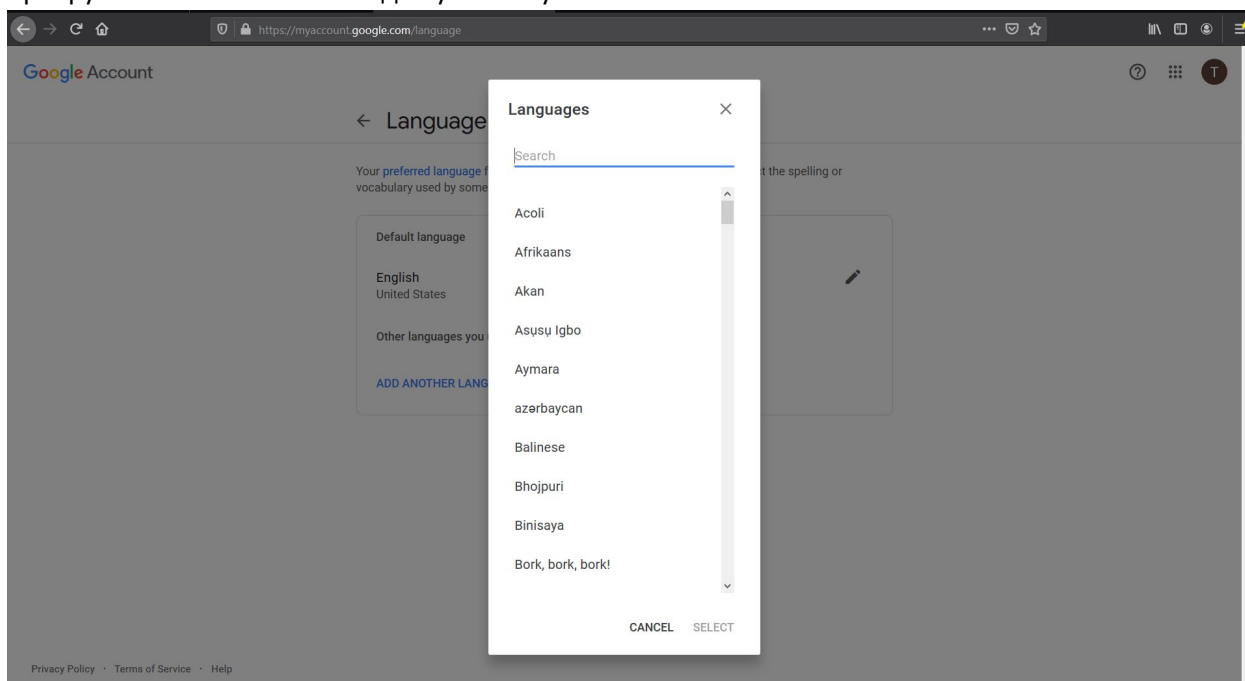 https://myaccount.google.com/language
Google Account
T
Language
Your preferred language f
t the spelling or
vocabulary used by some
Default language
English
United States
Other languages you
ADD ANOTHER LANG
Languages
Search
Acoli
Afrikaans
Akan
Asụsụ Igbo
Aymara
azərbaycan
Balinese
Bhojpuri
Binisaya
Bork, bork, bork!
CANCEL SELECT
Privacy Policy · Terms of Service · Help